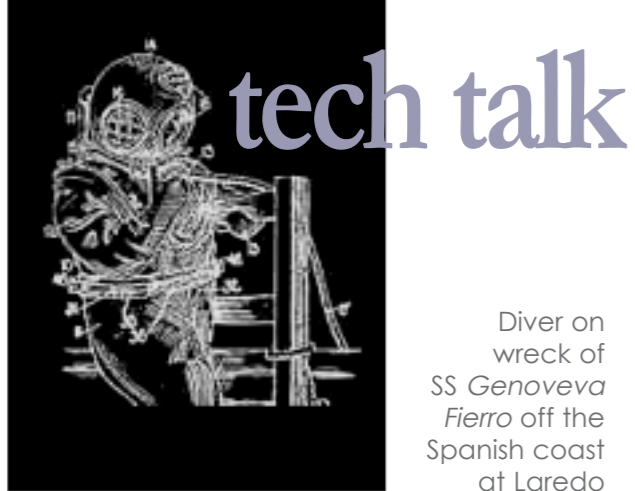 tech talk
Diver on
wreck of
SS Genoveva
Fierro off the
Spanish coast
at Laredo